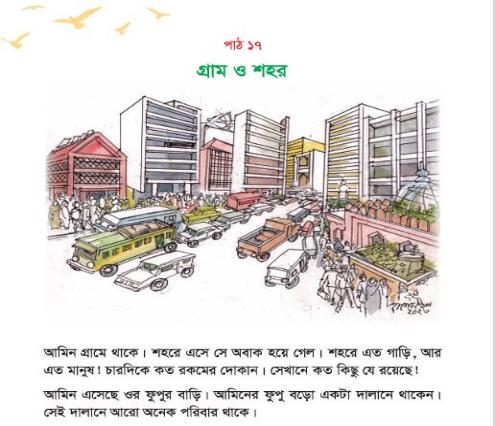 পাঠ ১৭
গ্রাম ও শহর
আমিন গ্রামে থাকে। শহরে এসে সে অবাক হয়ে গেল। শহরে এত গাড়ি, আর
এত মানুষ! চারদিকে কত রকমের দোকান। সেখানে কত কিছু যে রয়েছে!
আমিন এসেছে ওর ফুপুর বাড়ি। আমিনের ফুপু বড়ো একটা দালানে থাকেন।
সেই দালানে আরো অনেক পরিবার থাকে।